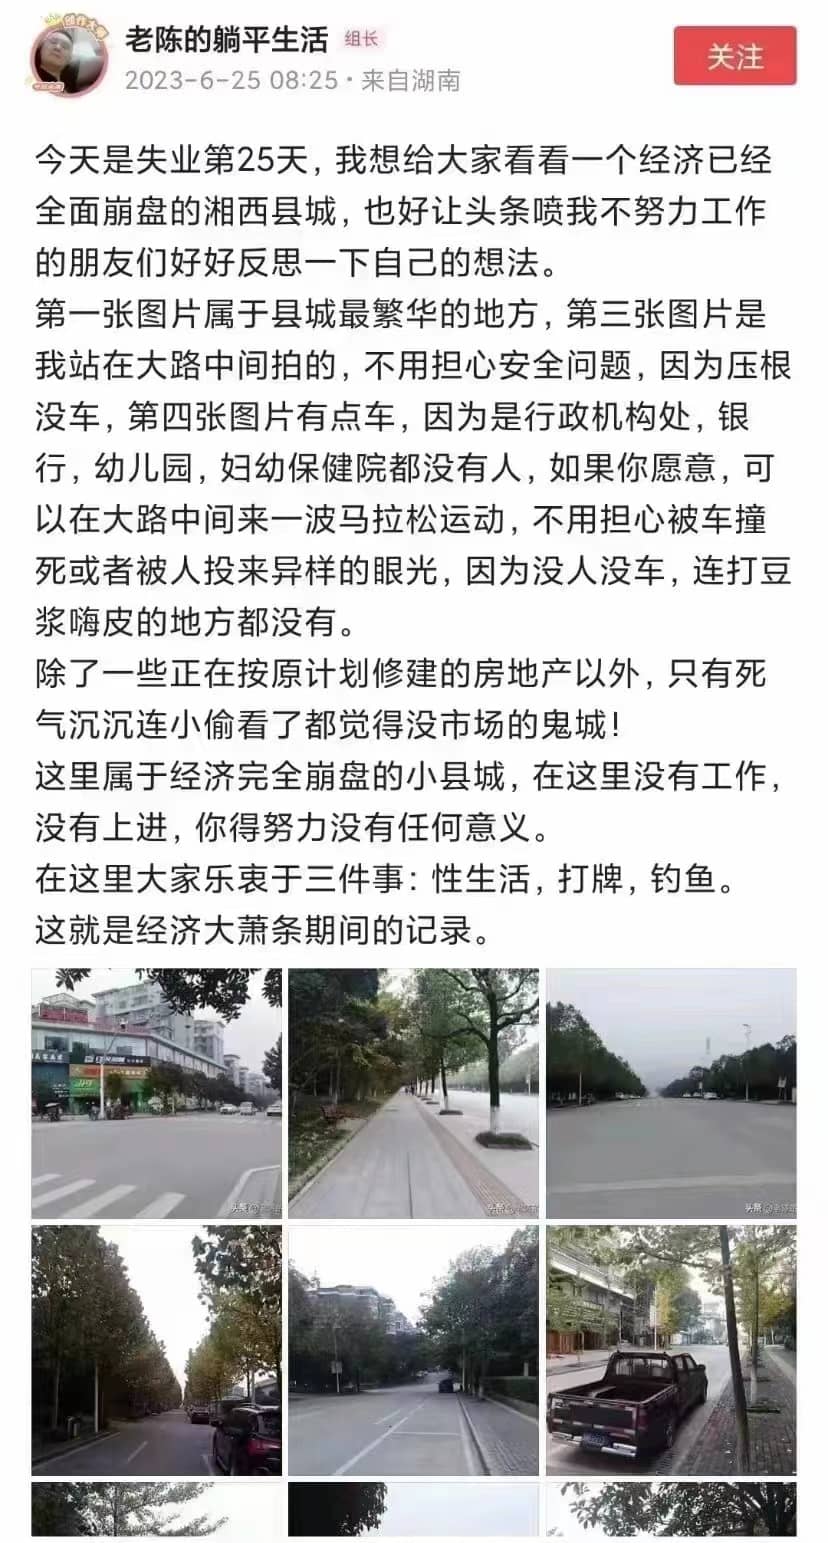 老陈的躺平生活 组长
2023-6-25 08:25·来自湖南
关注
今天是失业第25天，我想给大家看看一个经济已经
全面崩盘的湘西县城，也好让头条喷我不努力工作
的朋友们好好反思一下自己的想法。
第一张图片属于县城最繁华的地方，第三张图片是
我站在大路中间拍的，不用担心安全问题，因为压根
没车，第四张图片有点车，因为是行政机构处，银
行，幼儿园，妇幼保健院都没有人，如果你愿意，可
以在大路中间来一波马拉松运动，不用担心被车撞
死或者被人投来异样的眼光，因为没人没车，连打豆
浆嗨皮的地方都没有。
除了一些正在按原计划修建的房地产以外，只有死
气沉沉连小偷看了都觉得没市场的鬼城！
这里属于经济完全崩盘的小县城，在这里没有工作，
没有上进，你得努力没有任何意义。
在这里大家乐衷于三件事：性生活，打牌，钓鱼。
这就是经济大萧条期间的记录。